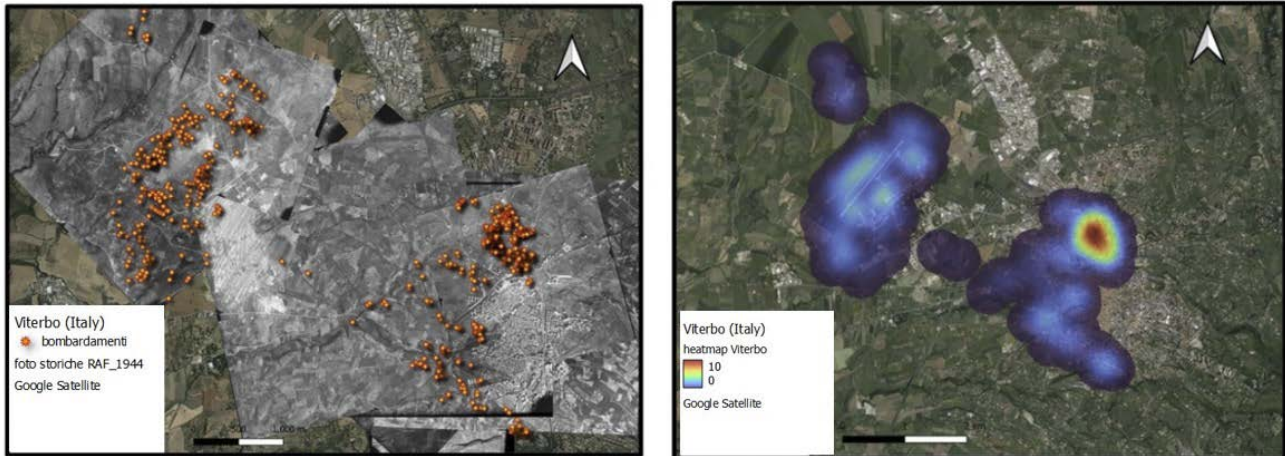 Viterbo (Italy)
bombardamenti
foto storiche RAF_1944
Google Satellite
Viterbo (Italy)
heatmap Viterbo
10
0
Google Satellite